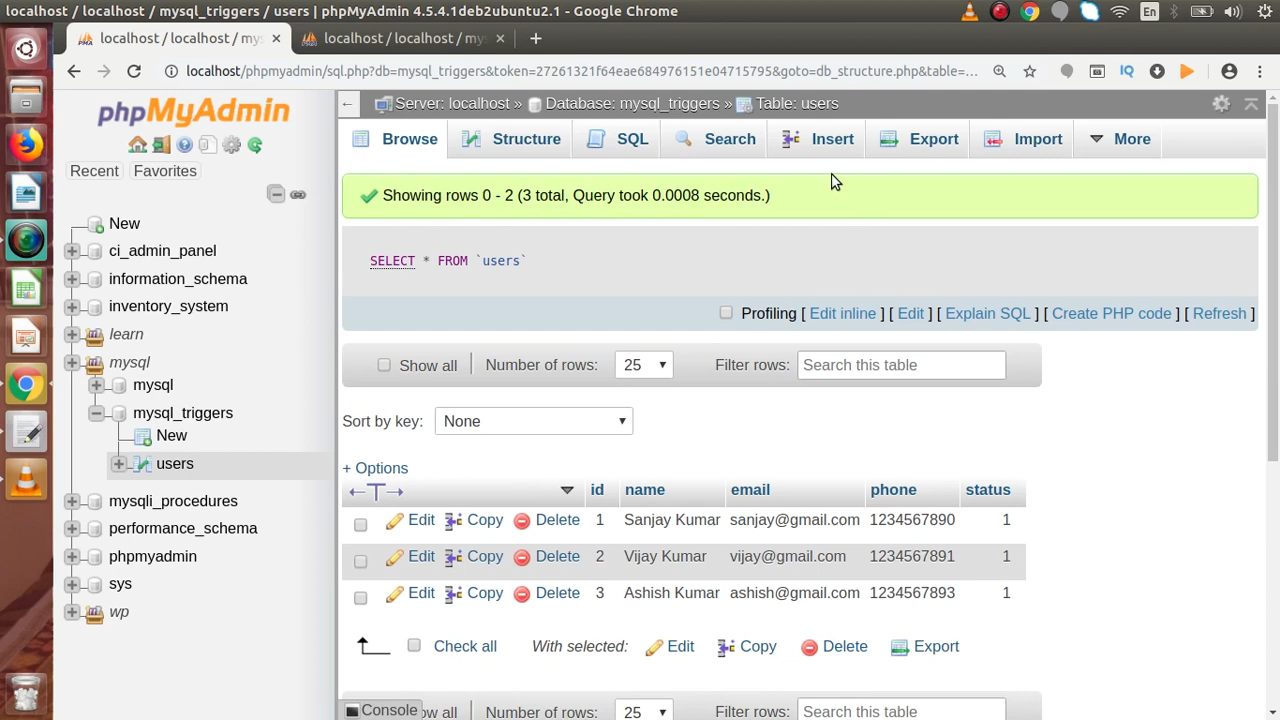 localhost / localhost / mysql_triggers / users | phpMyAdmin 4.5.4.1deb2ubuntu2.1 - Google Chrome
En
localhost / localhost / mys
localhost / localhost / my
localhost/phpmyadmin/sql.php?db=mysql_triggers&token=27261321f64eae684976151e04715795&goto=db_structure.php&table=...
phpMyAdmin
Recent Favorites
New
ci_admin_panel
information_schema
inventory_system
learn
mysql
mysql
mysql_triggers
New
users
mysqli_procedures
performance_schema
phpmyadmin
sys
wp
Server: localhost » Database: mysql_triggers » Table: users
Browse Structure SQL Search Insert Export Import More
Showing rows 0 - 2 (3 total, Query took 0.0008 seconds.)
SELECT * FROM `users`
Profiling [ Edit inline ] [ Edit ] [ Explain SQL ] [ Create PHP code ] [ Refresh ]
Show all Number of rows: 25 Filter rows: Search this table
Sort by key: None
+ Options
id name email phone status
Edit Copy Delete 1 Sanjay Kumar sanjay@gmail.com 1234567890 1
Edit Copy Delete 2 Vijay Kumar vijay@gmail.com 1234567891 1
Edit Copy Delete 3 Ashish Kumar ashish@gmail.com 1234567893 1
Check all With selected: Edit Copy Delete Export
Console
ow all Number of rows: 25 Filter rows: Search this table